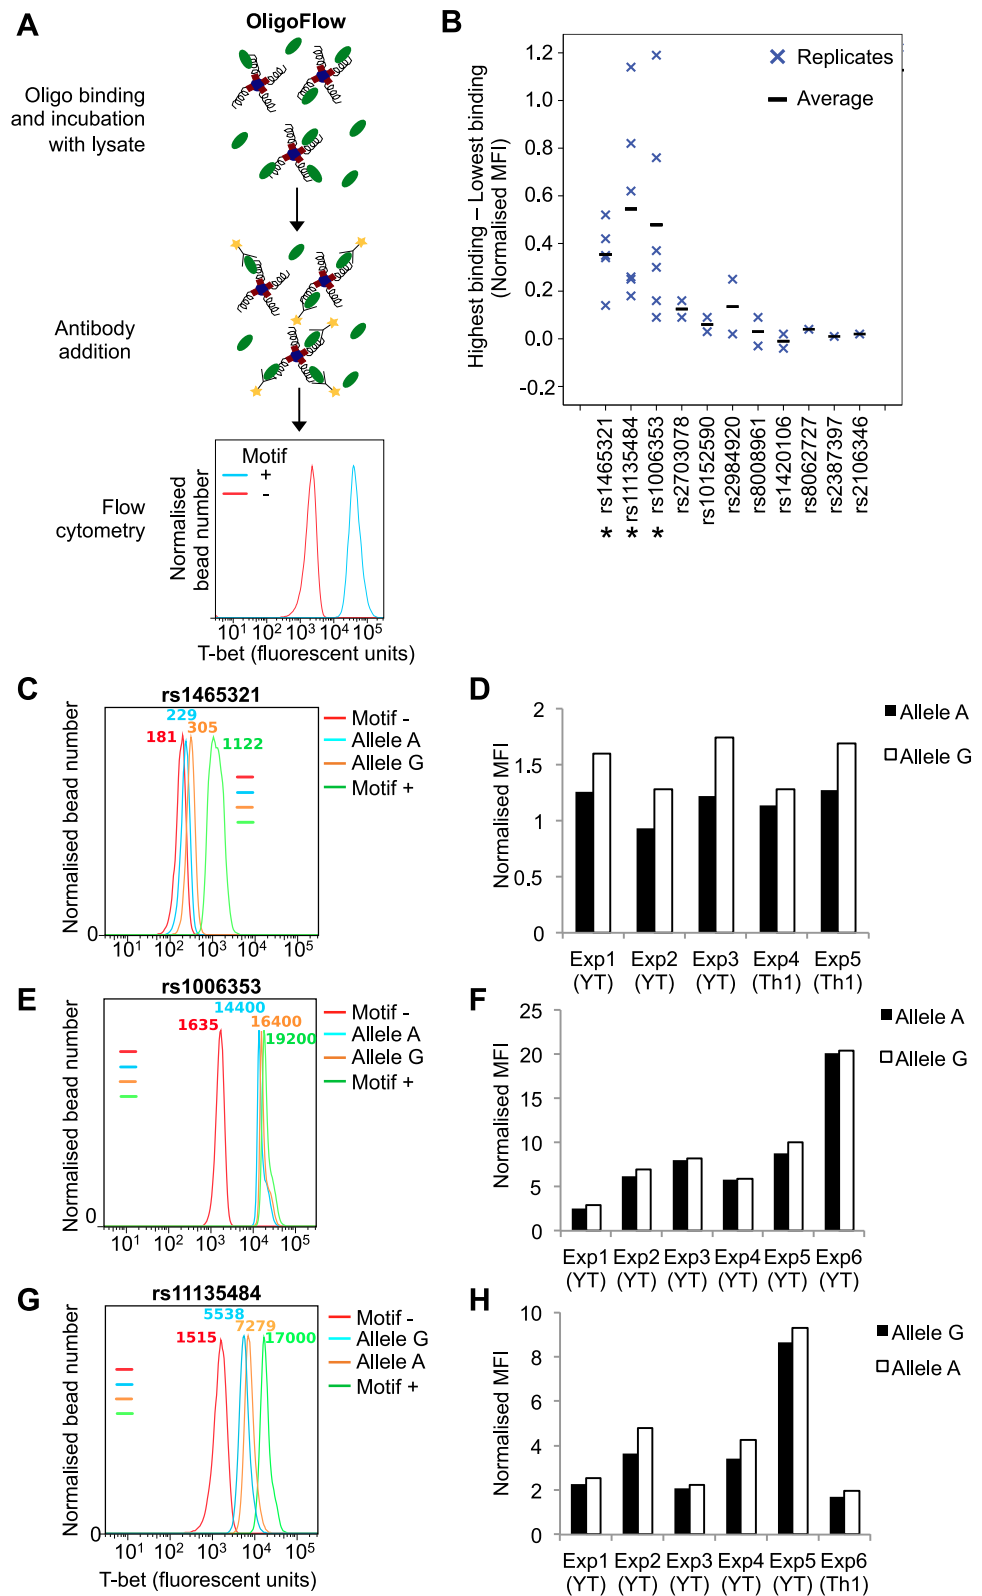 A
OligoFlow
Oligo binding
and incubation
with lysate
Antibody
addition
Flow
cytometry
Normalised
bead number
Motif
+
-
10¹ 10² 10³ 10⁴ 10⁵
T-bet (fluorescent units)
B
Highest binding – Lowest binding
(Normalised MFI)
1.2
1.0
0.8
0.6
0.4
0.2
0.0
-0.2
Replicates
Average
* rs1465321
* rs11135484
* rs1006353
rs2703078
rs10152590
rs2984920
rs8008961
rs1420106
rs8062727
rs2387397
rs2106346
C
rs1465321
Normalised bead number
0
181
229
305
1122
Motif -
Allele A
Allele G
Motif +
10¹ 10² 10³ 10⁴ 10⁵
D
Normalised MFI
2
1.5
1
0.5
0
Allele A
Allele G
Exp1 Exp2 Exp3 Exp4 Exp5
(YT) (YT) (YT) (Th1) (Th1)
E
rs1006353
Normalised bead number
0
1635
14400
16400
19200
Motif -
Allele A
Allele G
Motif +
10¹ 10² 10³ 10⁴ 10⁵
F
Normalised MFI
25
20
15
10
5
0
Allele A
Allele G
Exp1 Exp2 Exp3 Exp4 Exp5 Exp6
(YT) (YT) (YT) (YT) (YT) (YT)
G
rs11135484
Normalised bead number
0
1515
5538
7279
17000
Motif -
Allele G
Allele A
Motif +
10¹ 10² 10³ 10⁴ 10⁵
T-bet (fluorescent units)
H
Normalised MFI
10
8
6
4
2
0
Allele G
Allele A
Exp1 Exp2 Exp3 Exp4 Exp5 Exp6
(YT) (YT) (YT) (YT) (YT) (Th1)